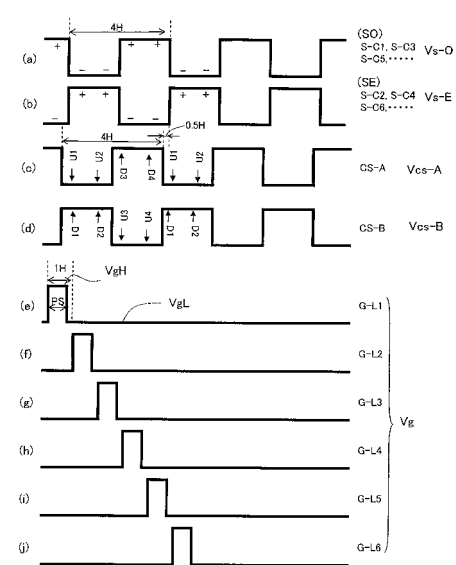 4H
(SO)
S-C1, S-C3
S-C5,·····
Vs-O
(a)
+ − − + + − −
(SE)
S-C2, S-C4
S-C6,·····
Vs-E
(b)
− + + − − + +
4H
0.5H
(c)
U1 U2 D3 D4 U1 U2
CS-A Vcs-A
(d)
D1 D2 U3 U4 D1 D2
CS-B Vcs-B
1H
VgH
PS
VgL
(e)
G-L1
(f)
G-L2
(g)
G-L3
Vg
(h)
G-L4
(i)
G-L5
(j)
G-L6